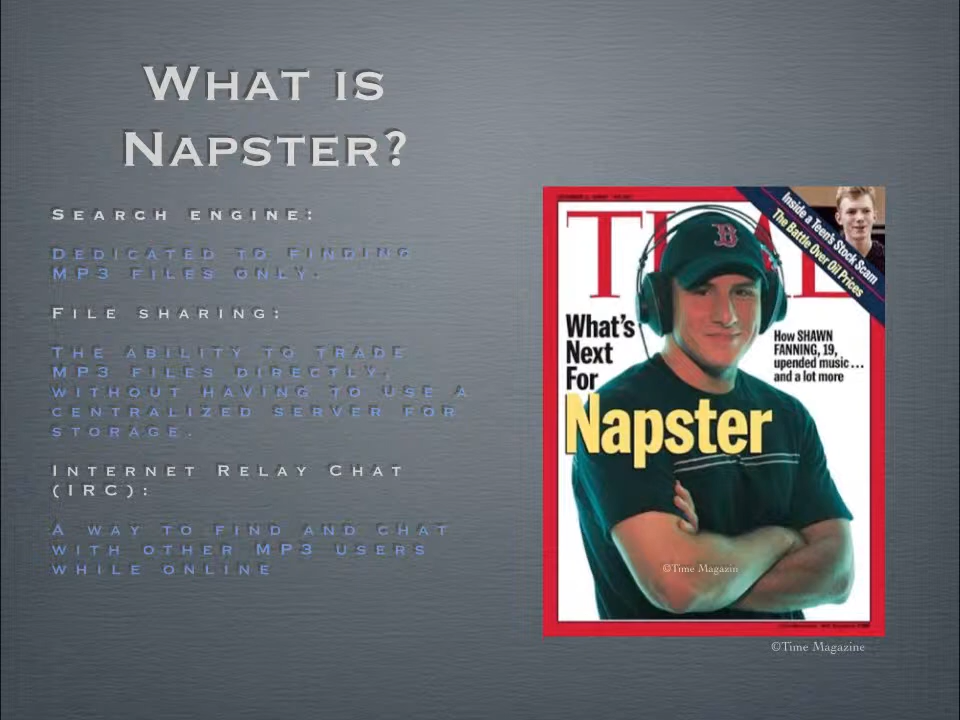 What is
Napster?
Search engine:
Dedicated to finding
MP3 files only.
File sharing:
The ability to trade
MP3 files directly,
without having to use a
centralized server for
storage.
Internet Relay Chat
(IRC):
A way to find and chat
with other MP3 users
while online
TIME
Inside a Teen's Stock Scam
The Battle Over Oil Prices
B
What's
Next
For
Napster
How SHAWN
FANNING, 19,
upended music...
and a lot more
©Time Magazin
©Time Magazine